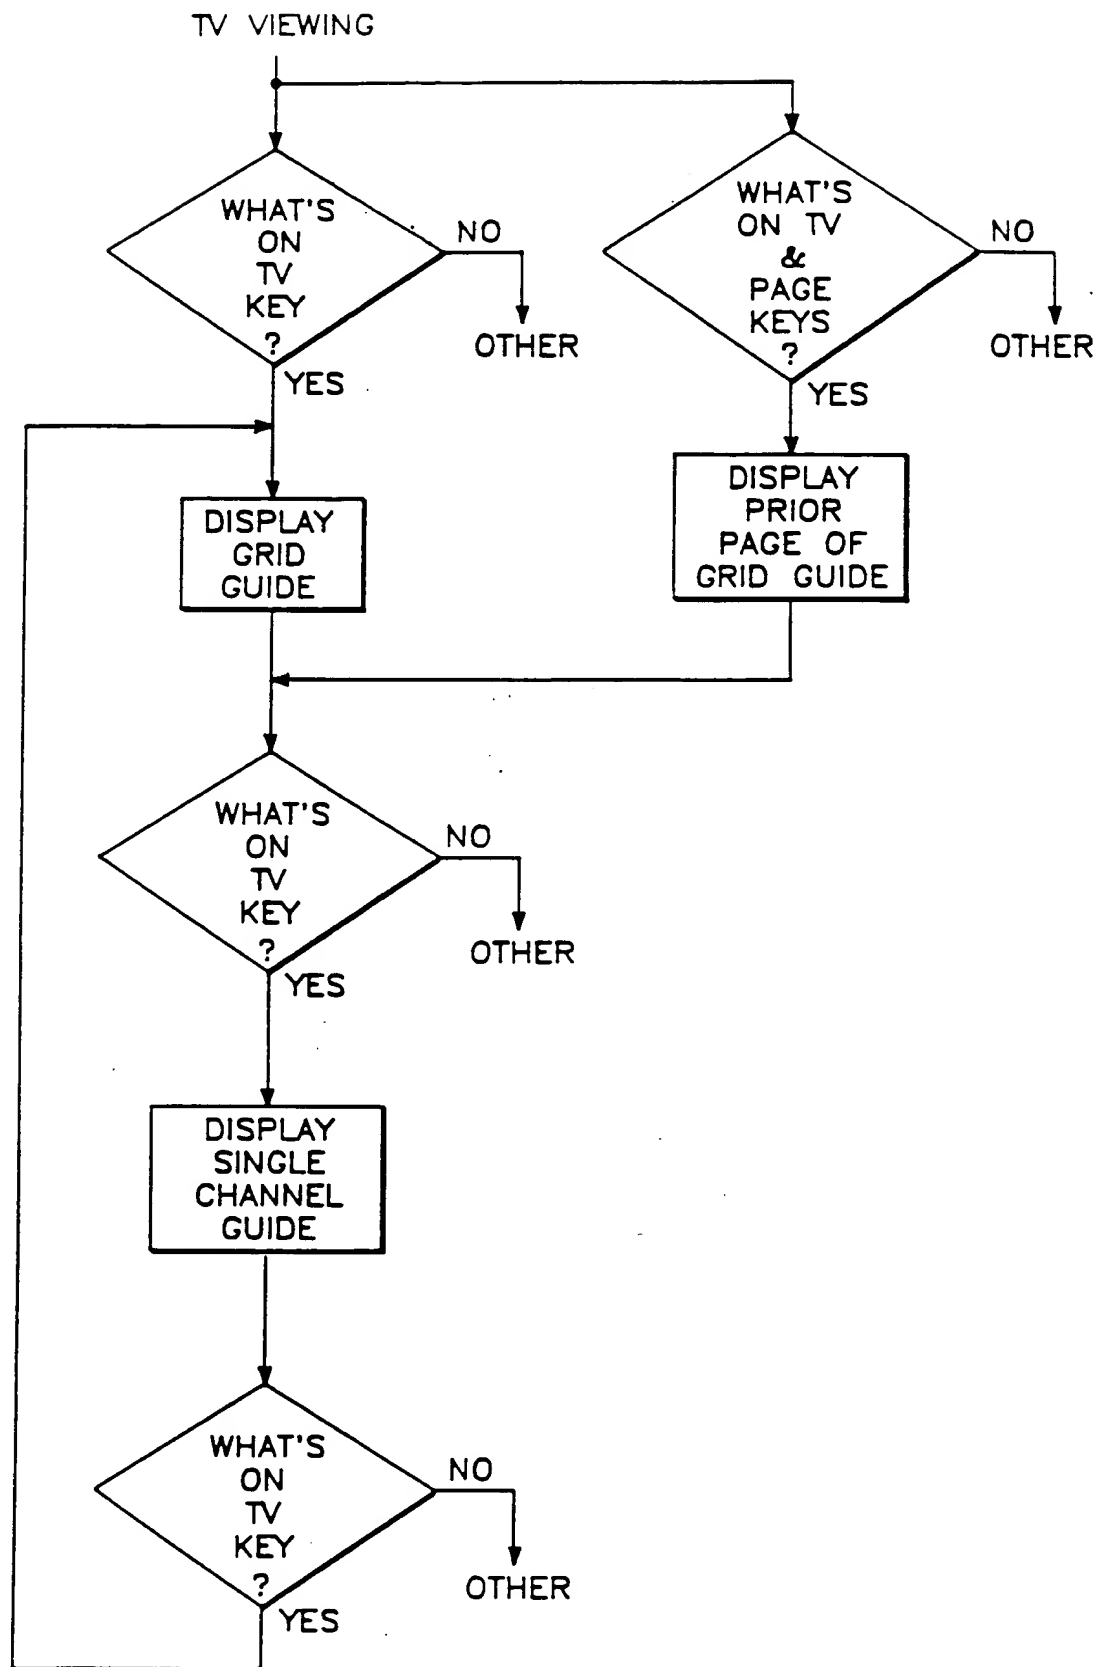 TV VIEWING
WHAT'S
ON
TV
KEY
?
NO
OTHER
YES
WHAT'S
ON TV
&
PAGE
KEYS
?
NO
OTHER
YES
DISPLAY
GRID
GUIDE
DISPLAY
PRIOR
PAGE OF
GRID GUIDE
WHAT'S
ON
TV
KEY
?
NO
OTHER
YES
DISPLAY
SINGLE
CHANNEL
GUIDE
WHAT'S
ON
TV
KEY
?
NO
OTHER
YES